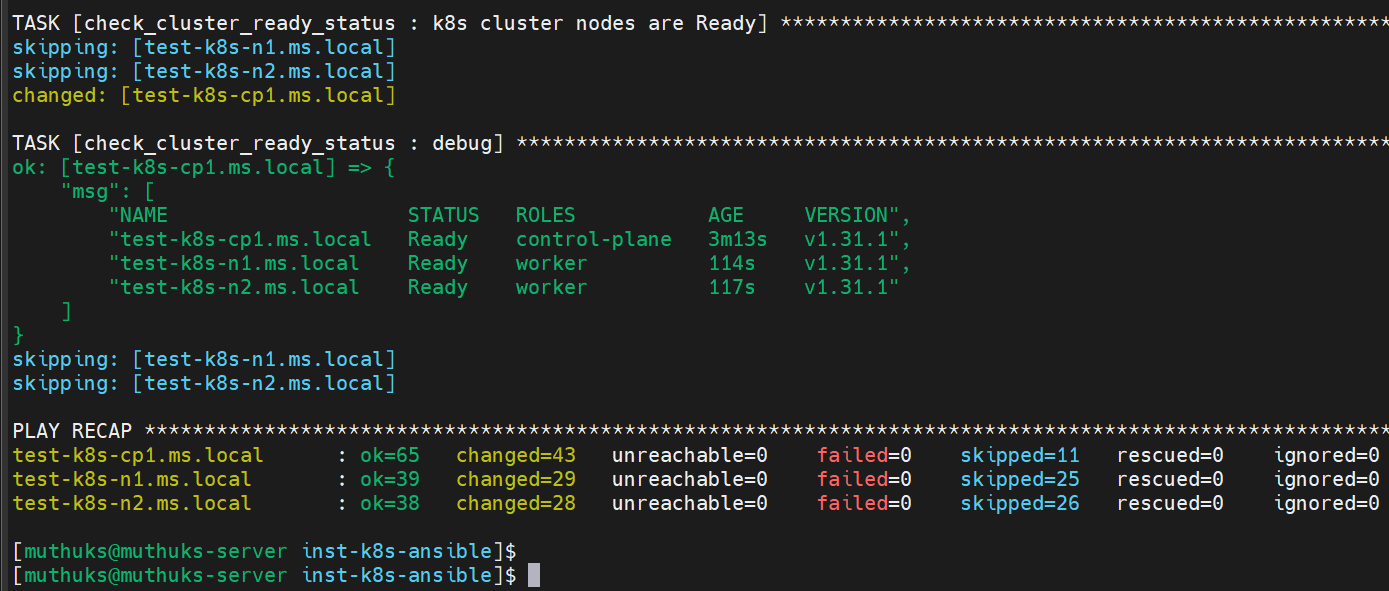 TASK [check_cluster_ready_status : k8s cluster nodes are Ready] ***************************************************
skipping: [test-k8s-n1.ms.local]
skipping: [test-k8s-n2.ms.local]
changed: [test-k8s-cp1.ms.local]
TASK [check_cluster_ready_status : debug] *************************************************************************
ok: [test-k8s-cp1.ms.local] => {
    "msg": [
        "NAME                    STATUS   ROLES           AGE     VERSION",
        "test-k8s-cp1.ms.local   Ready    control-plane   3m13s   v1.31.1",
        "test-k8s-n1.ms.local    Ready    worker          114s    v1.31.1",
        "test-k8s-n2.ms.local    Ready    worker          117s    v1.31.1"
    ]
}
skipping: [test-k8s-n1.ms.local]
skipping: [test-k8s-n2.ms.local]
PLAY RECAP ********************************************************************************************************
test-k8s-cp1.ms.local      : ok=65   changed=43   unreachable=0    failed=0    skipped=11   rescued=0    ignored=0
test-k8s-n1.ms.local       : ok=39   changed=29   unreachable=0    failed=0    skipped=25   rescued=0    ignored=0
test-k8s-n2.ms.local       : ok=38   changed=28   unreachable=0    failed=0    skipped=26   rescued=0    ignored=0
[muthuks@muthuks-server inst-k8s-ansible]$
[muthuks@muthuks-server inst-k8s-ansible]$